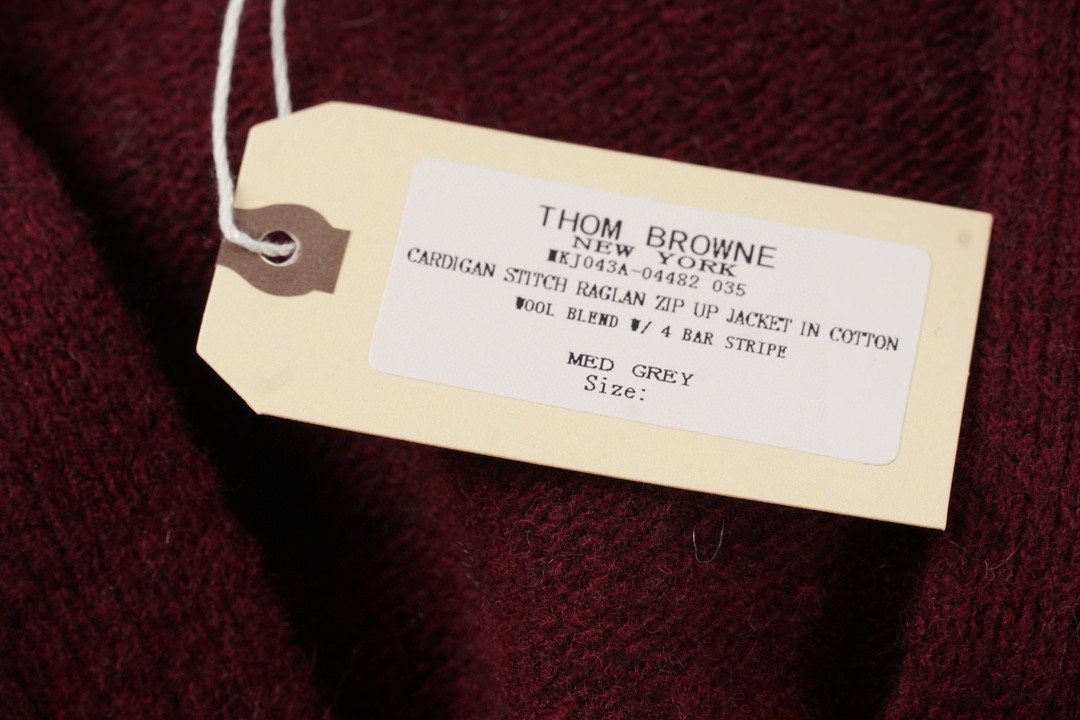 THOM BROWNE
NEW YORK
MKJ043A-04482 035
CARDIGAN STITCH RAGLAN ZIP UP JACKET IN COTTON
WOOL BLEND W/ 4 BAR STRIPE
MED GREY
Size: